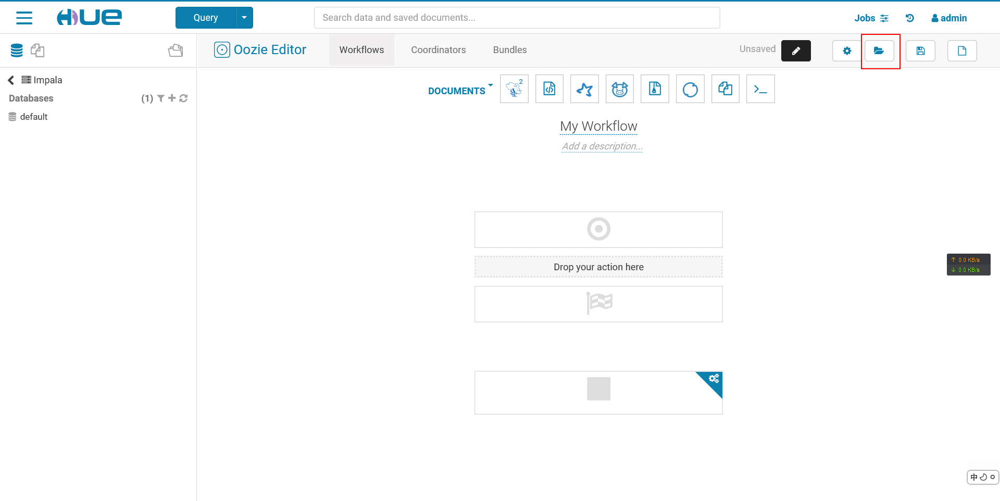 HUE
Query
Search data and saved documents...
Jobs
admin
Oozie Editor
Workflows
Coordinators
Bundles
Unsaved
Impala
Databases
(1)
default
DOCUMENTS
2
My Workflow
Add a description...
Drop your action here
↑ 0.0 KB/s
↓ 0.0 KB/s
中